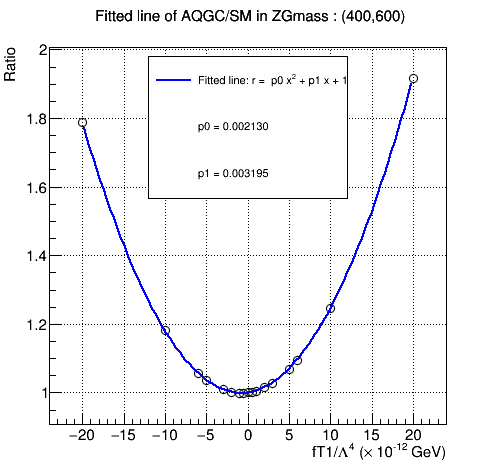 Fitted line of AQGC/SM in ZGmass : (400,600)
Ratio
2
1.8
1.6
1.4
1.2
1
Fitted line: r = p0 x² + p1 x + 1
p0 = 0.002130
p1 = 0.003195
−20 −15 −10 −5 0 5 10 15 20
fT1/Λ⁴ (× 10⁻¹² GeV)